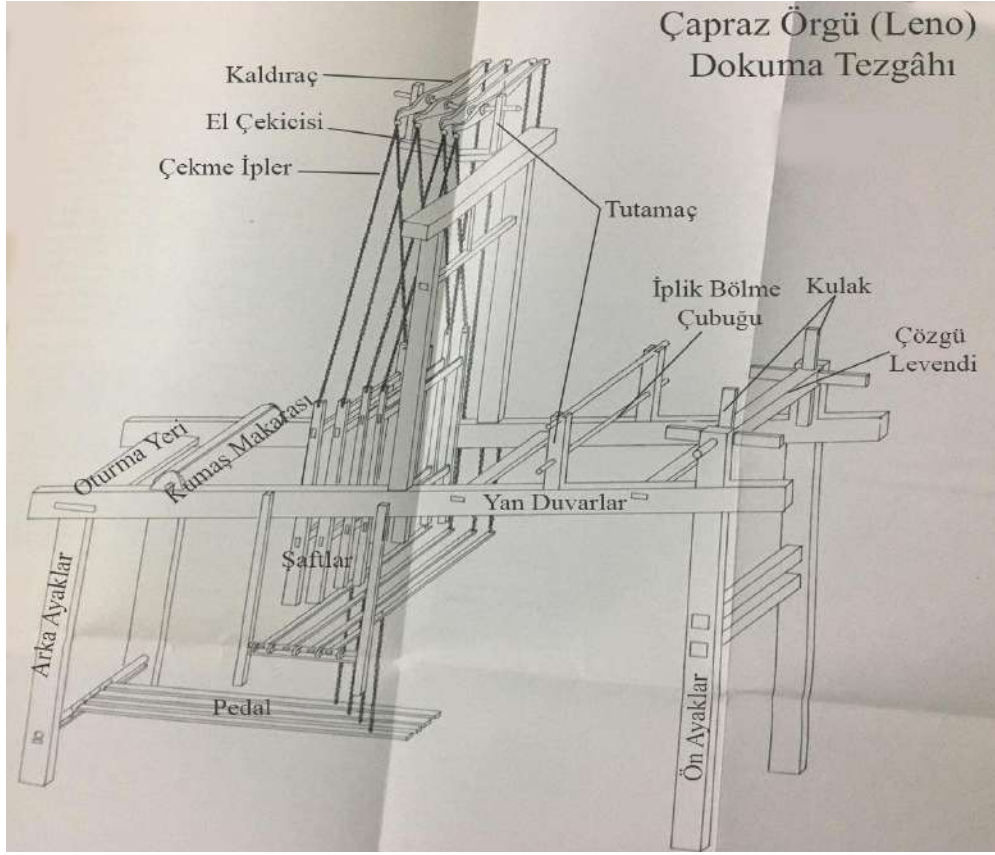 Çapraz Örgü (Leno)
Dokuma Tezgâhı
Kaldıraç
El Çekicisi
Çekme İpler
Tutamaç
İplik Bölme
Çubuğu
Kulak
Çözgü
Levendi
Oturma Yeri
Kumaş Makarası
Yan Duvarlar
Şaftlar
Arka Ayaklar
Pedal
Ön Ayaklar